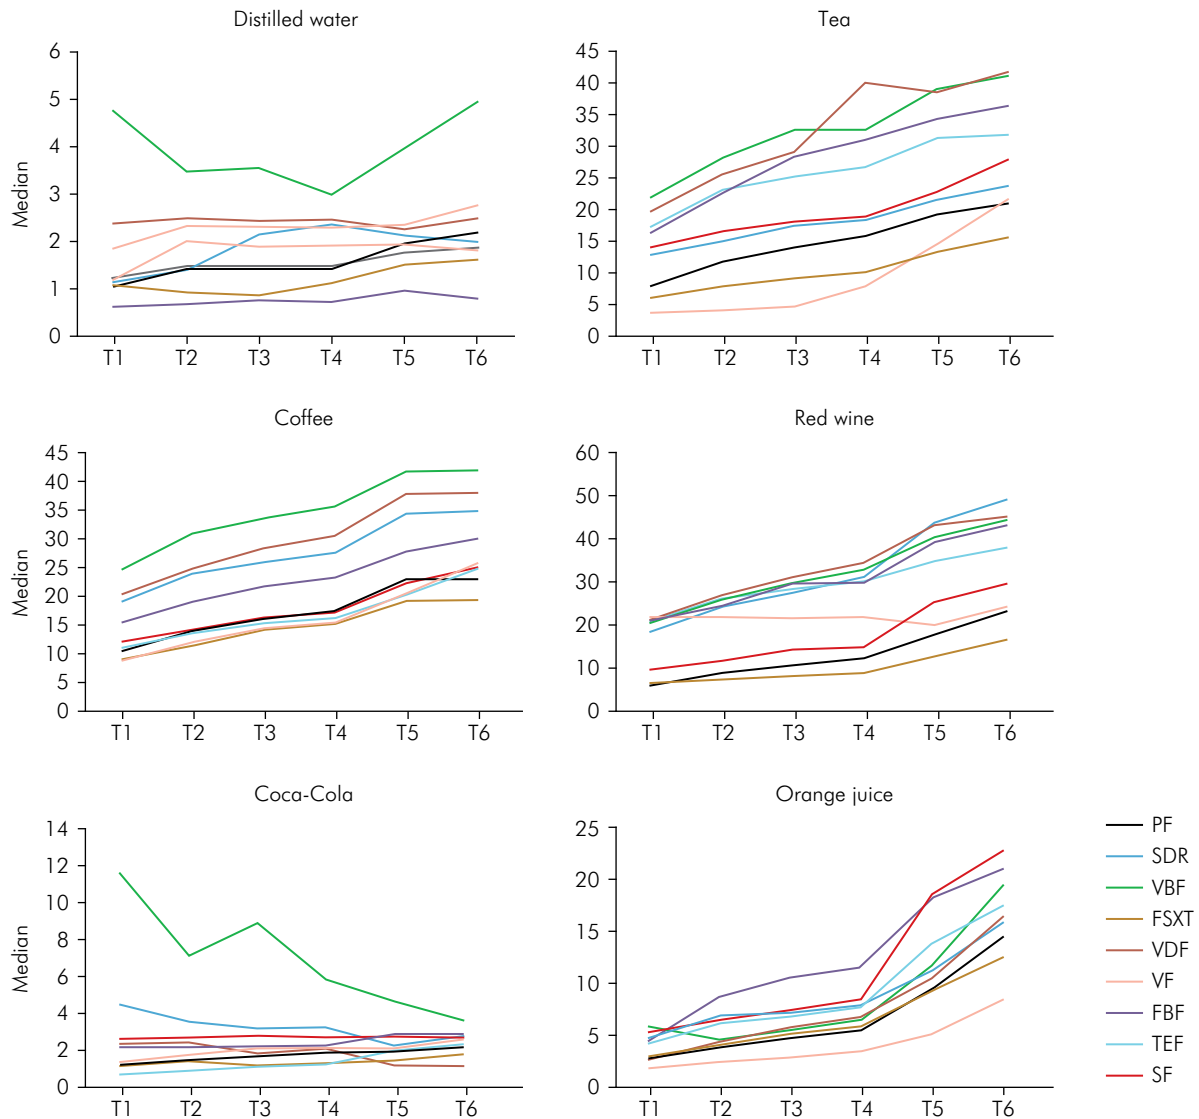 Distilled water
Median
6
5
4
3
2
1
0
T1 T2 T3 T4 T5 T6
Tea
45
40
35
30
25
20
15
10
5
0
T1 T2 T3 T4 T5 T6
Coffee
Median
45
40
35
30
25
20
15
10
5
0
T1 T2 T3 T4 T5 T6
Red wine
60
50
40
30
20
10
0
T1 T2 T3 T4 T5 T6
Coca-Cola
Median
14
12
10
8
6
4
2
0
T1 T2 T3 T4 T5 T6
Orange juice
25
20
15
10
5
0
T1 T2 T3 T4 T5 T6
PF
SDR
VBF
FSXT
VDF
VF
FBF
TEF
SF